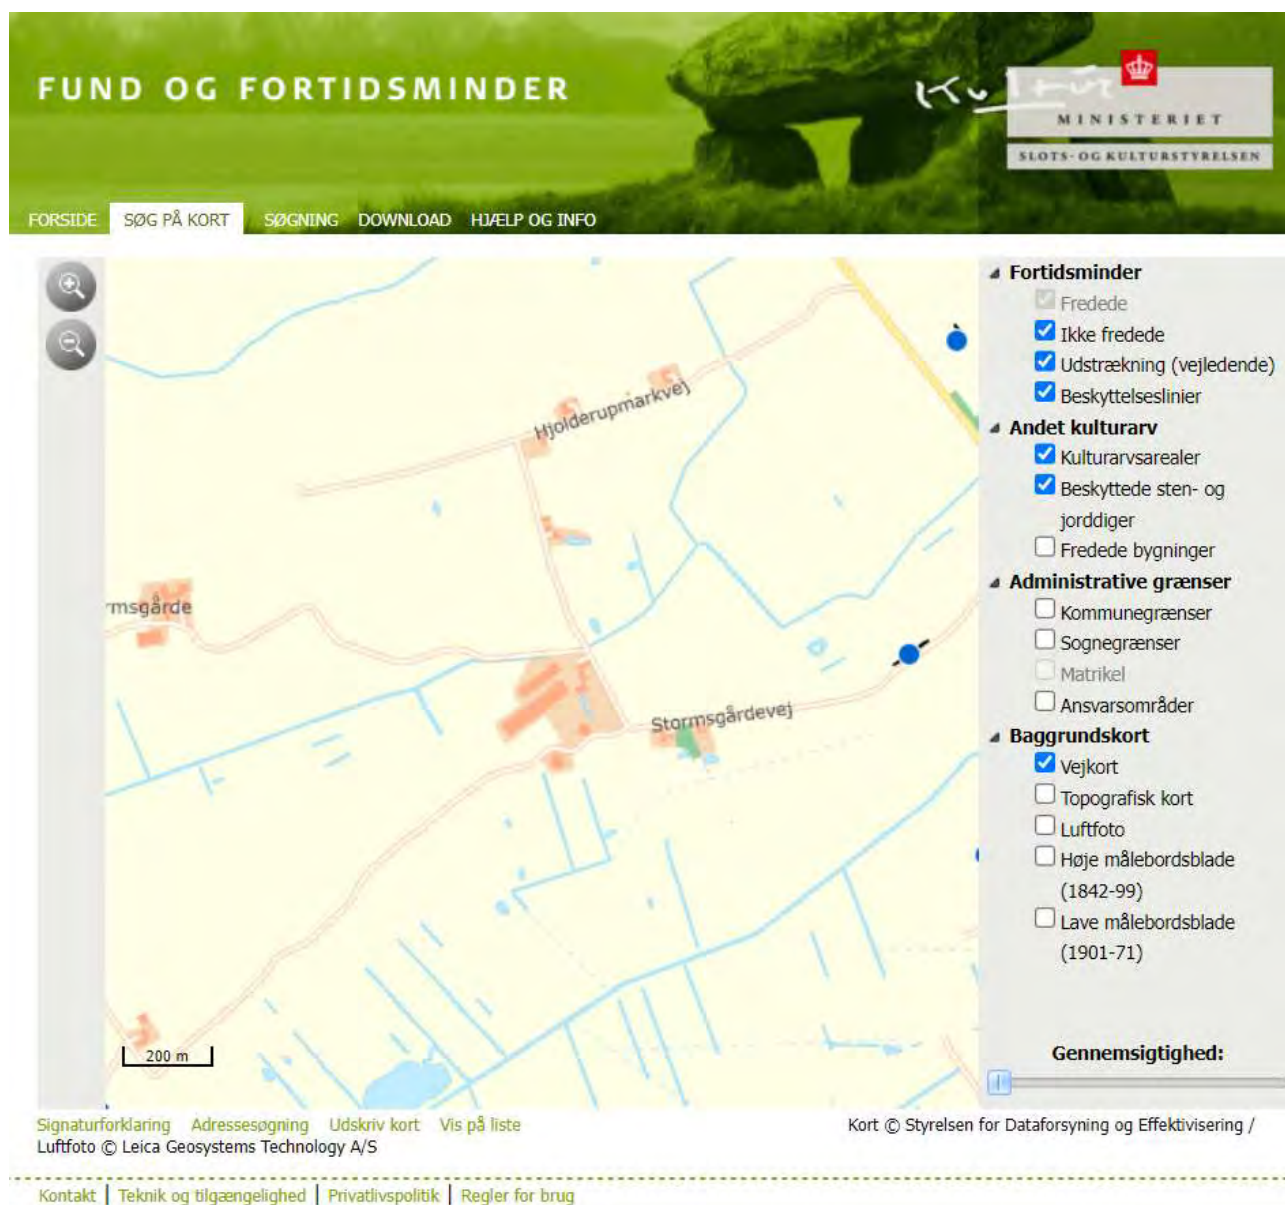 FUND OG FORTIDSMINDER
Kultur
MINISTERIET
SLOTS- OG KULTURSTYRELSEN
FORSIDE SØG PÅ KORT SØGNING DOWNLOAD HJÆLP OG INFO
Fortidsminder
Fredede
Ikke fredede
Udstrækning (vejledende)
Beskyttelseslinier
Andet kulturarv
Kulturarvsarealer
Beskyttede sten- og
jorddiger
Fredede bygninger
Administrative grænser
Kommunegrænser
Sognegrænser
Matrikel
Ansvarsområder
Baggrundskort
Vejkort
Topografisk kort
Luftfoto
Høje målebordsblade
(1842-99)
Lave målebordsblade
(1901-71)
Gennemsigtighed:
Hjolderupmarkvej
rmsgårde
Stormsgårdevej
200 m
Signaturforklaring Adressesøgning Udskriv kort Vis på liste
Kort © Styrelsen for Dataforsyning og Effektivisering /
Luftfoto © Leica Geosystems Technology A/S
Kontakt | Teknik og tilgængelighed | Privatlivspolitik | Regler for brug